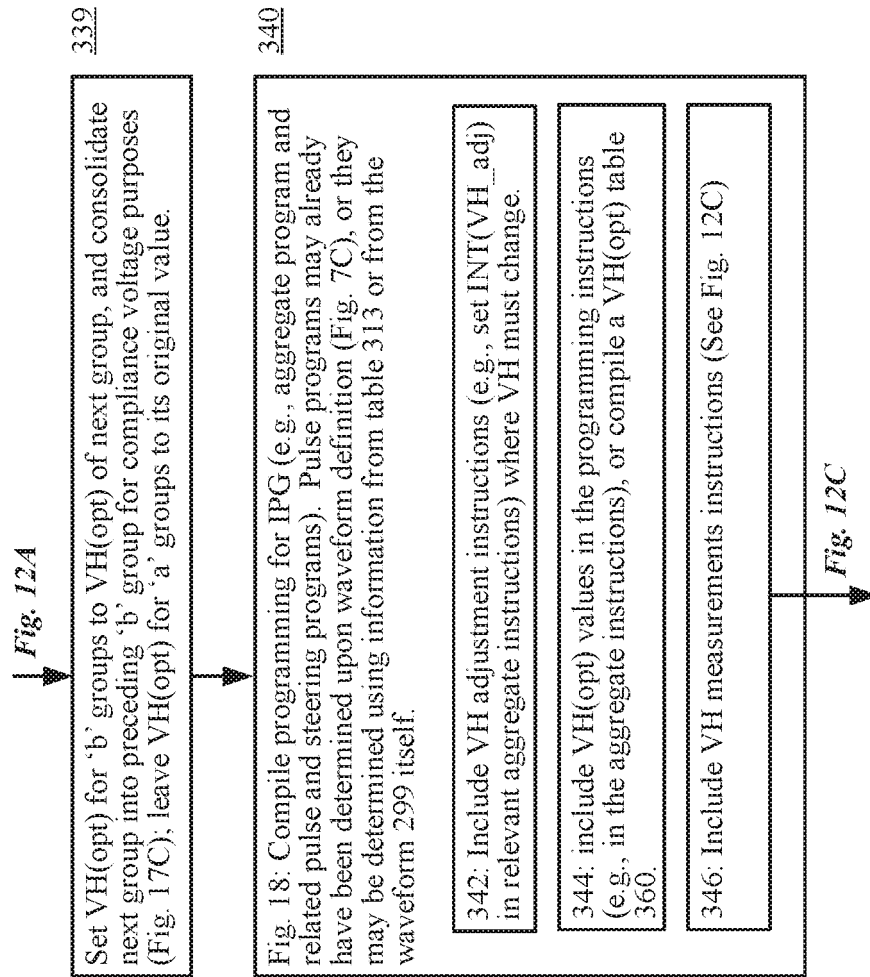 Fig. 12A
Set VH(opt) for ‘b’ groups to VH(opt) of next group, and consolidate
next group into preceding ‘b’ group for compliance voltage purposes
(Fig. 17C); leave VH(opt) for ‘a’ groups to its original value.
339
Fig. 18: Compile programming for IPG (e.g., aggregate program and
related pulse and steering programs). Pulse programs may already
have been determined upon waveform definition (Fig. 7C), or they
may be determined using information from table 313 or from the
waveform 299 itself.
340
342: Include VH adjustment instructions (e.g., set INT(VH_adj)
in relevant aggregate instructions) where VH must change.
344: include VH(opt) values in the programming instructions
(e.g., in the aggregate instructions), or compile a VH(opt) table
360.
346: Include VH measurements instructions (See Fig. 12C)
Fig. 12C